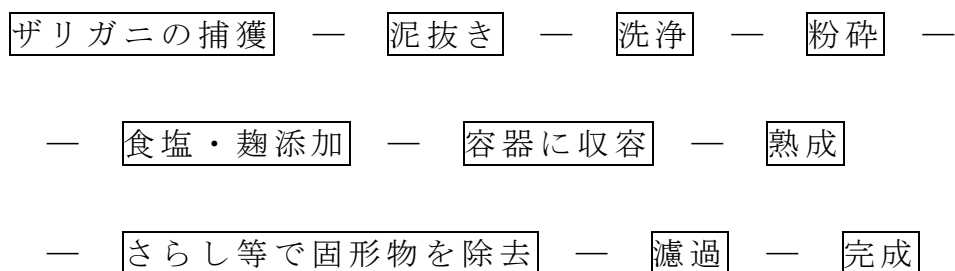 ザリガニの捕獲 ― 泥抜き ― 洗浄 ― 粉砕 ―
― 食塩・麹添加 ― 容器に収容 ― 熟成
― さらし等で固形物を除去 ― 濾過 ― 完成